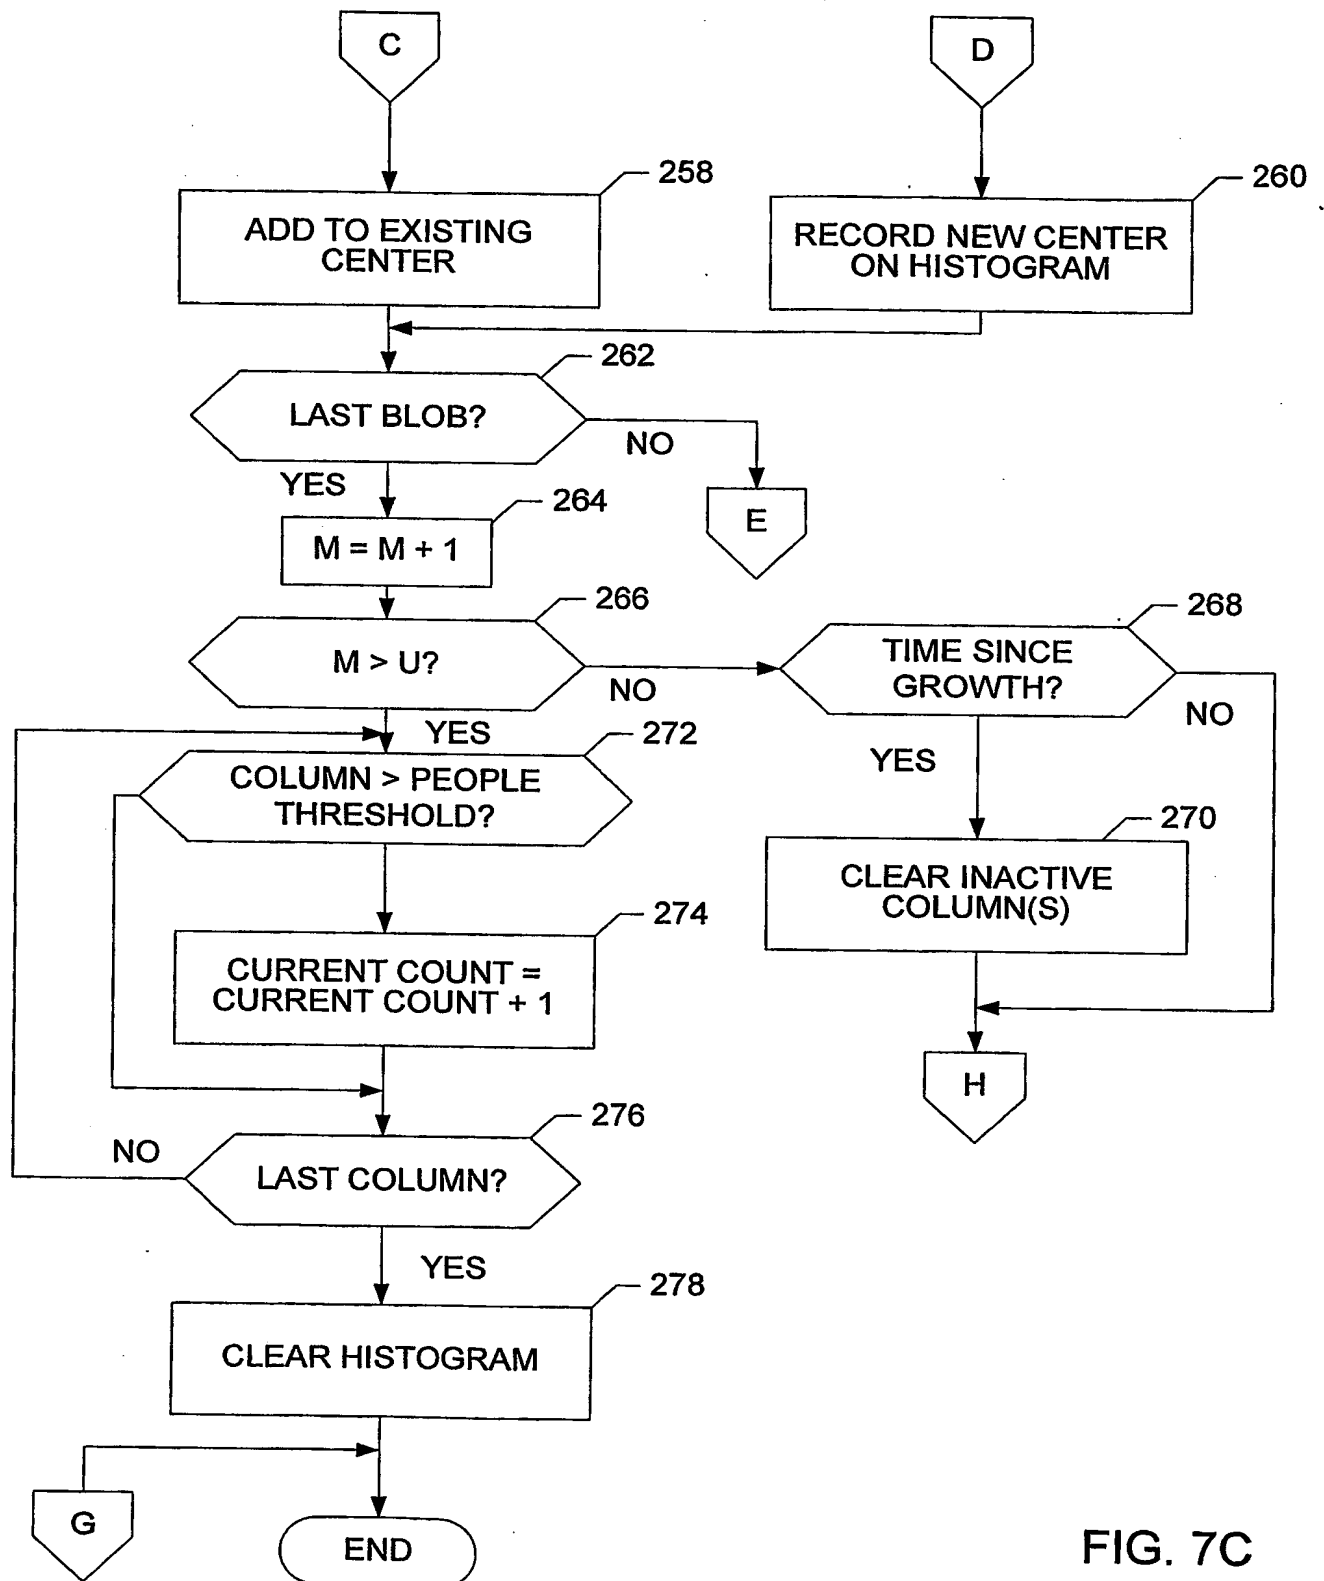 C
D
258
260
ADD TO EXISTING
CENTER
RECORD NEW CENTER
ON HISTOGRAM
262
LAST BLOB?
NO
YES
E
264
M = M + 1
266
268
M > U?
NO
TIME SINCE
GROWTH?
NO
YES
YES
272
COLUMN > PEOPLE
THRESHOLD?
270
CLEAR INACTIVE
COLUMN(S)
274
CURRENT COUNT =
CURRENT COUNT + 1
H
276
NO
LAST COLUMN?
YES
278
CLEAR HISTOGRAM
G
END
FIG. 7C